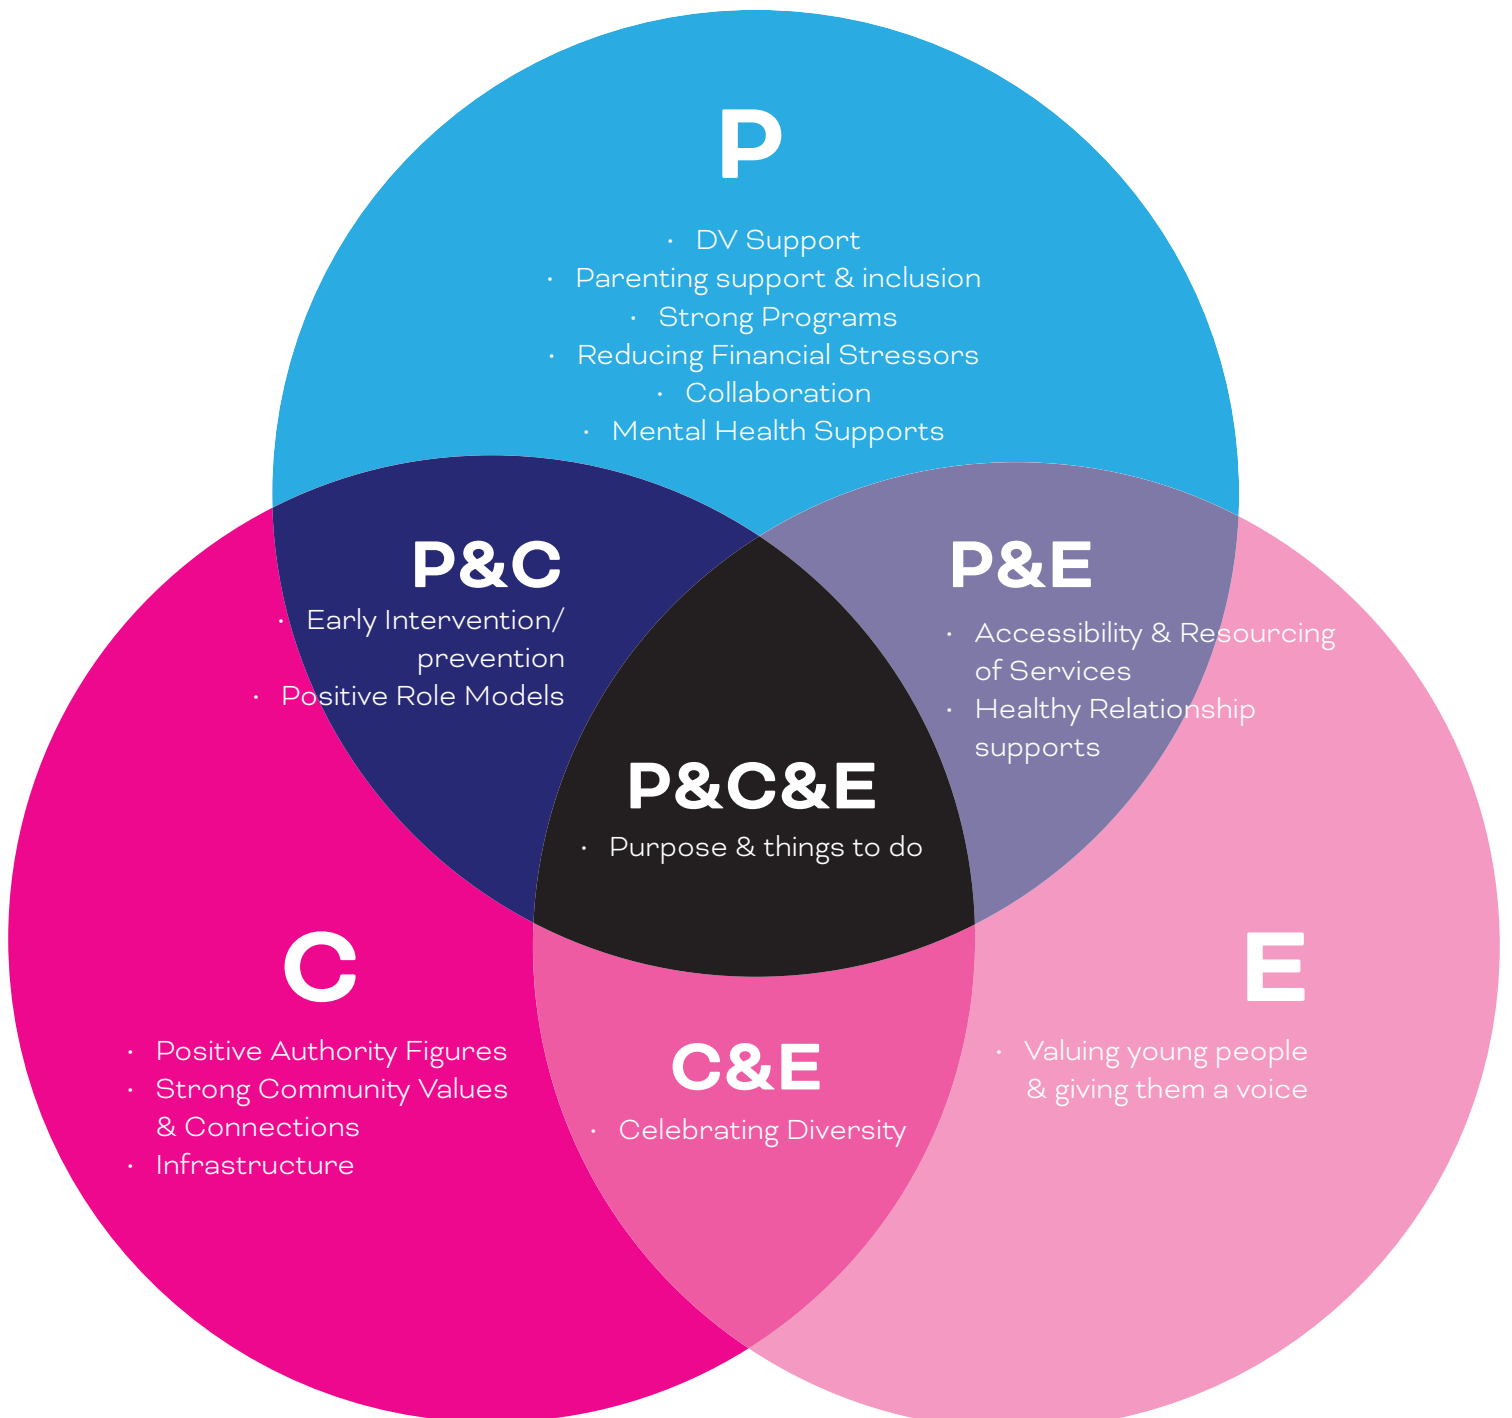 P
· DV Support
· Parenting support & inclusion
· Strong Programs
· Reducing Financial Stressors
· Collaboration
· Mental Health Supports
P&C
· Early Intervention/
prevention
· Positive Role Models
P&E
· Accessibility & Resourcing
of Services
· Healthy Relationship
supports
P&C&E
· Purpose & things to do
C
· Positive Authority Figures
· Strong Community Values
& Connections
· Infrastructure
C&E
· Celebrating Diversity
E
· Valuing young people
& giving them a voice